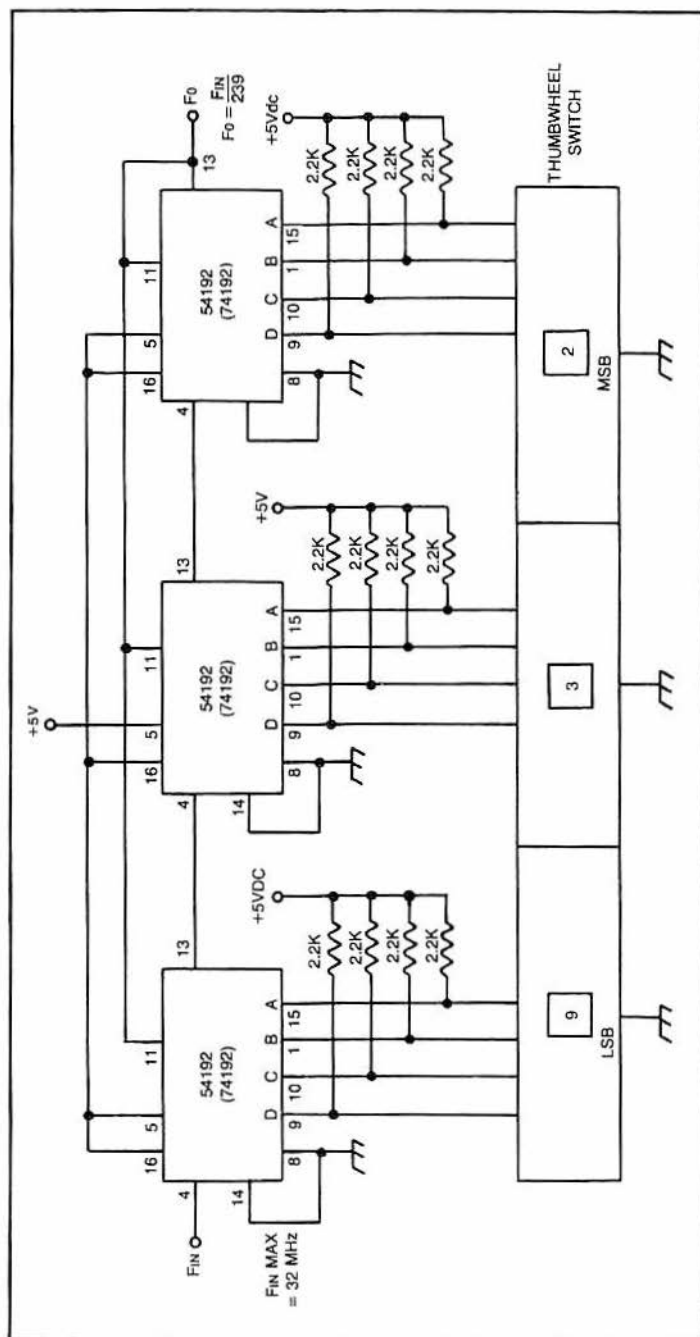 +5V
16 5 11
16 5 11
16 5 11
FIN
4
54192
(74192)
13
4
54192
(74192)
13
4
54192
(74192)
13
F0
F0 = FIN
239
14
8
D C B A
9 10 1 15
14
8
D C B A
9 10 1 15
8
D C B A
9 10 1 15
FIN MAX
= 32 MHz
+5VDC
2.2K
2.2K
2.2K
2.2K
+5V
2.2K
2.2K
2.2K
2.2K
+5Vdc
2.2K
2.2K
2.2K
2.2K
9
LSB
3
2
MSB
THUMBWHEEL
SWITCH